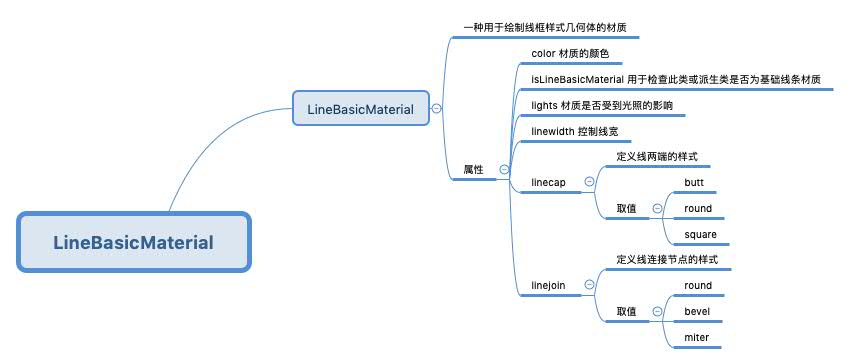 LineBasicMaterial
LineBasicMaterial
一种用于绘制线框样式几何体的材质
属性
color 材质的颜色
isLineBasicMaterial 用于检查此类或派生类是否为基础线条材质
lights 材质是否受到光照的影响
linewidth 控制线宽
linecap
定义线两端的样式
取值
butt
round
square
linejoin
定义线连接节点的样式
取值
round
bevel
miter